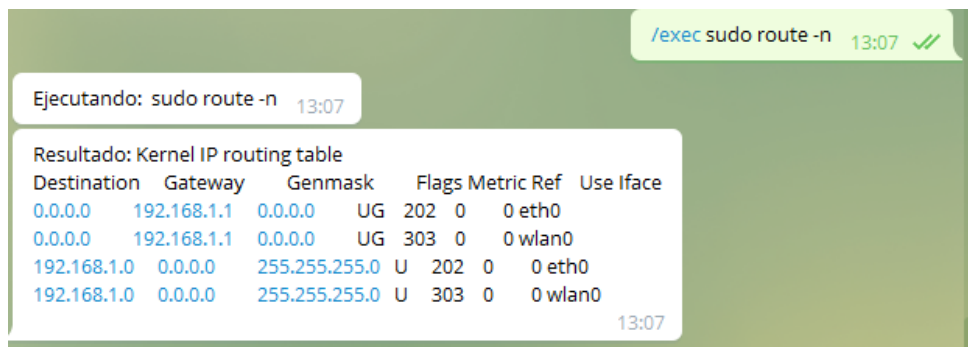 /exec sudo route -n 13:07
Ejecutando: sudo route -n 13:07
Resultado: Kernel IP routing table
Destination Gateway Genmask Flags Metric Ref Use Iface
0.0.0.0 192.168.1.1 0.0.0.0 UG 202 0 0 eth0
0.0.0.0 192.168.1.1 0.0.0.0 UG 303 0 0 wlan0
192.168.1.0 0.0.0.0 255.255.255.0 U 202 0 0 eth0
192.168.1.0 0.0.0.0 255.255.255.0 U 303 0 0 wlan0
13:07